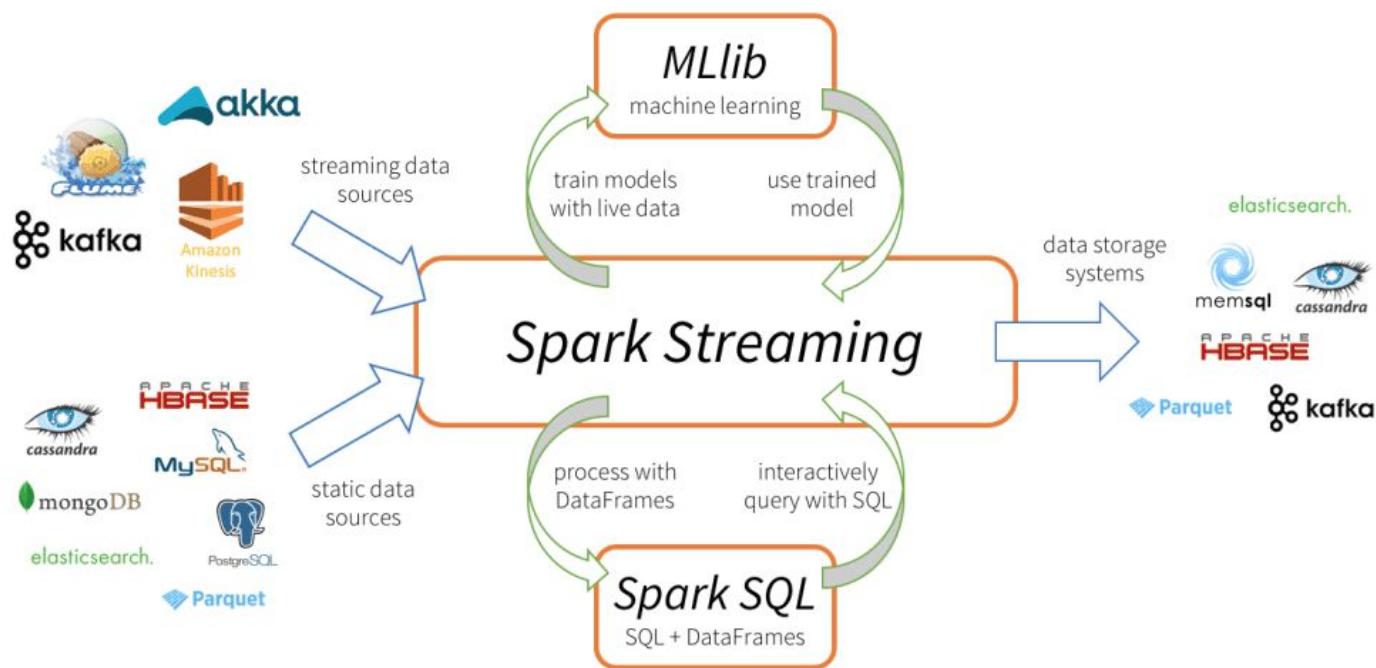 MLlib
machine learning
akka
FLUME
streaming data
sources
train models
with live data
use trained
model
kafka
Amazon
Kinesis
elasticsearch.
data storage
systems
memsql
cassandra
Spark Streaming
APACHE
HBASE
Parquet
kafka
APACHE
HBASE
cassandra
MySQL®
mongoDB
static data
sources
process with
DataFrames
interactively
query with SQL
elasticsearch.
PostgreSQL
Parquet
Spark SQL
SQL + DataFrames